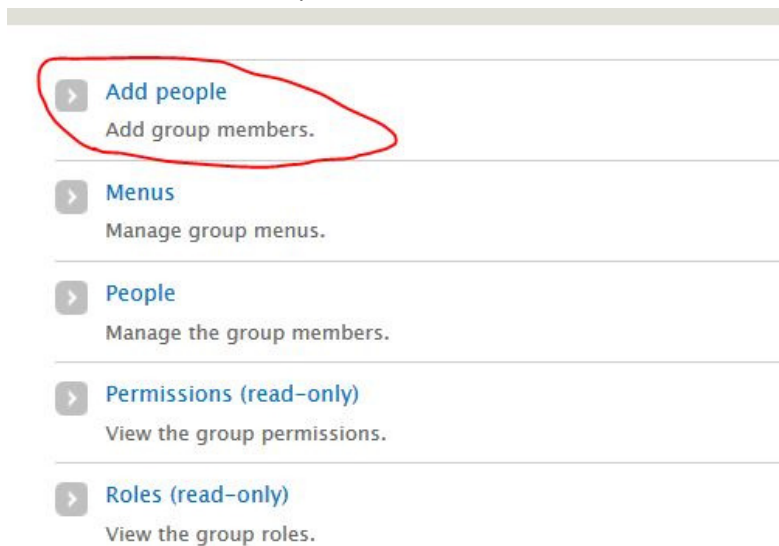 Add people
Add group members.
Menus
Manage group menus.
People
Manage the group members.
Permissions (read-only)
View the group permissions.
Roles (read-only)
View the group roles.